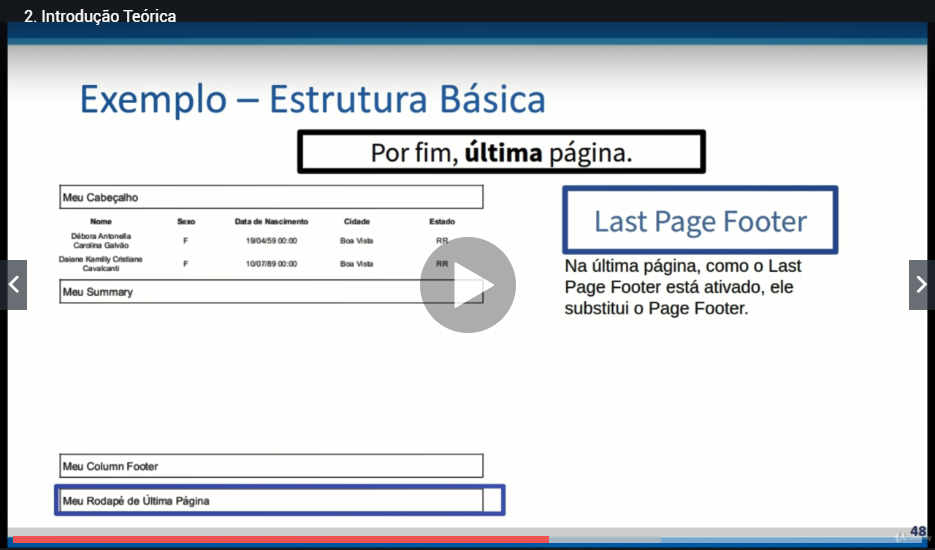 2. Introdução Teórica
Exemplo – Estrutura Básica
Por fim, última página.
Meu Cabeçalho
Nome Sexo Data de Nascimento Cidade Estado
Débora Antonella
Carolina Galvão F 19/04/59 00:00 Boa Vista RR
Daiane Kamilly Cristiane
Cavalcanti F 10/07/89 00:00 Boa Vista RR
Meu Summary
Last Page Footer
Na última página, como o Last
Page Footer está ativado, ele
substitui o Page Footer.
Meu Column Footer
Meu Rodapé de Última Página
48